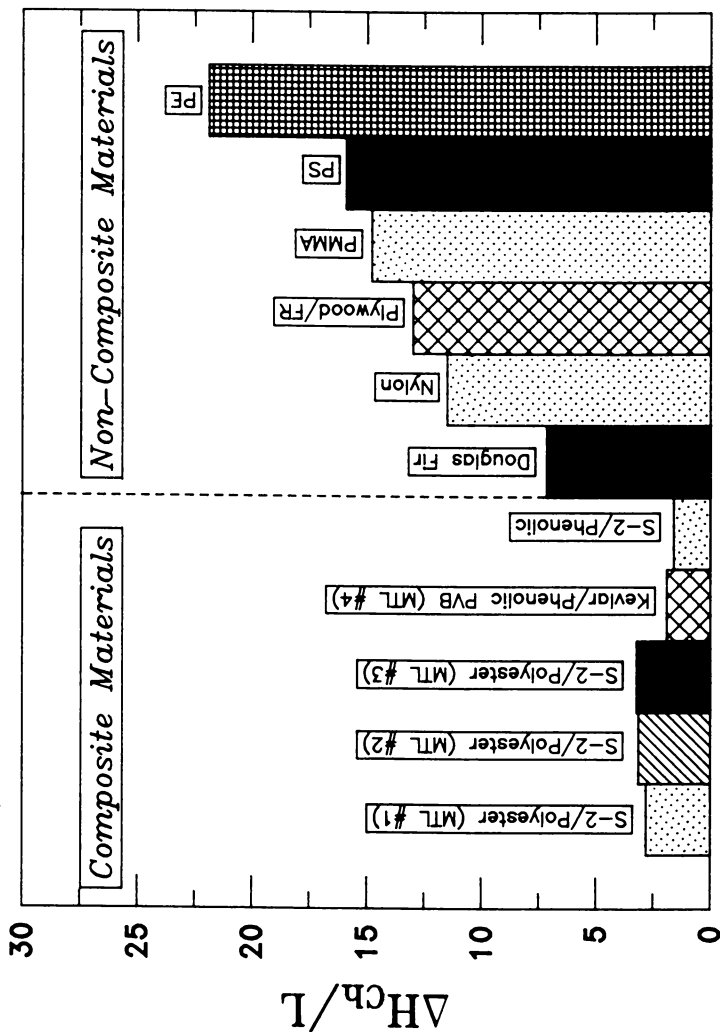 Composite Materials
Non-Composite Materials
S-2/Polyester (MTL #1)
S-2/Polyester (MTL #2)
S-2/Polyester (MTL #3)
Kevlar/Phenolic PVB (MTL #4)
S-2/Phenolic
Douglas Fir
Nylon
Plywood/FR
PMMA
PS
PE
30
25
20
15
10
5
0
ΔHCh/L